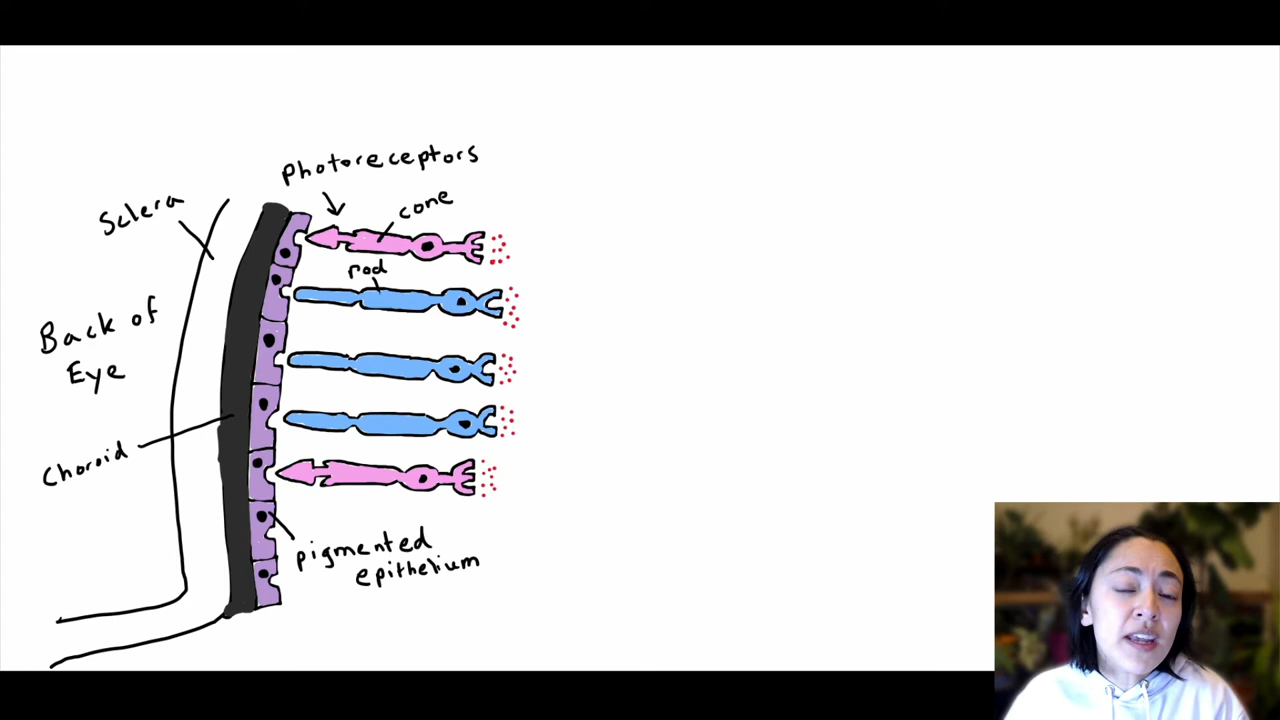 Photoreceptors
cone
Sclera
rod
Back of
Eye
Choroid
pigmented
epithelium